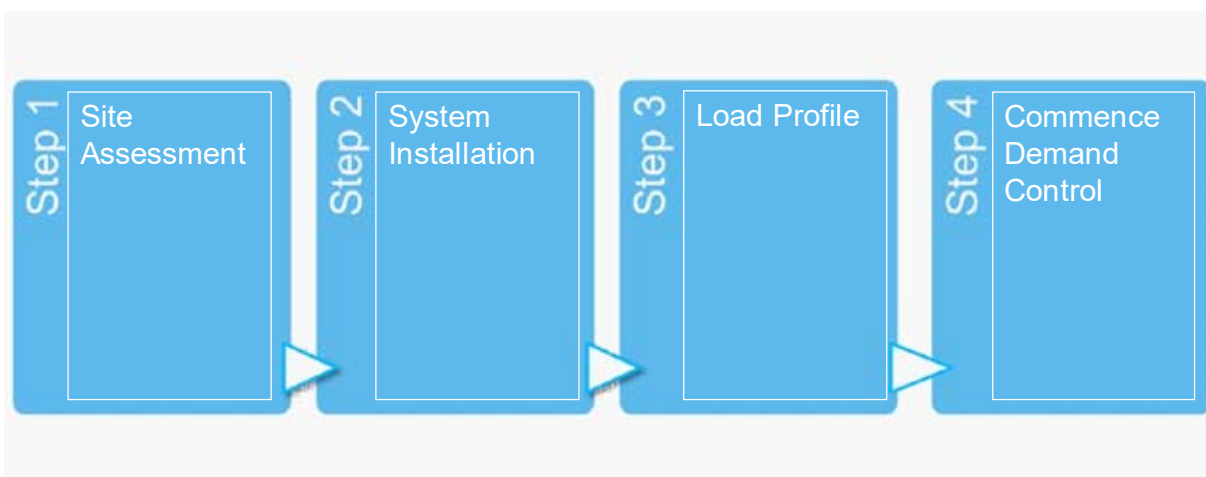 Step 1
Site
Assessment
Step 2
System
Installation
Step 3
Load Profile
Step 4
Commence
Demand
Control